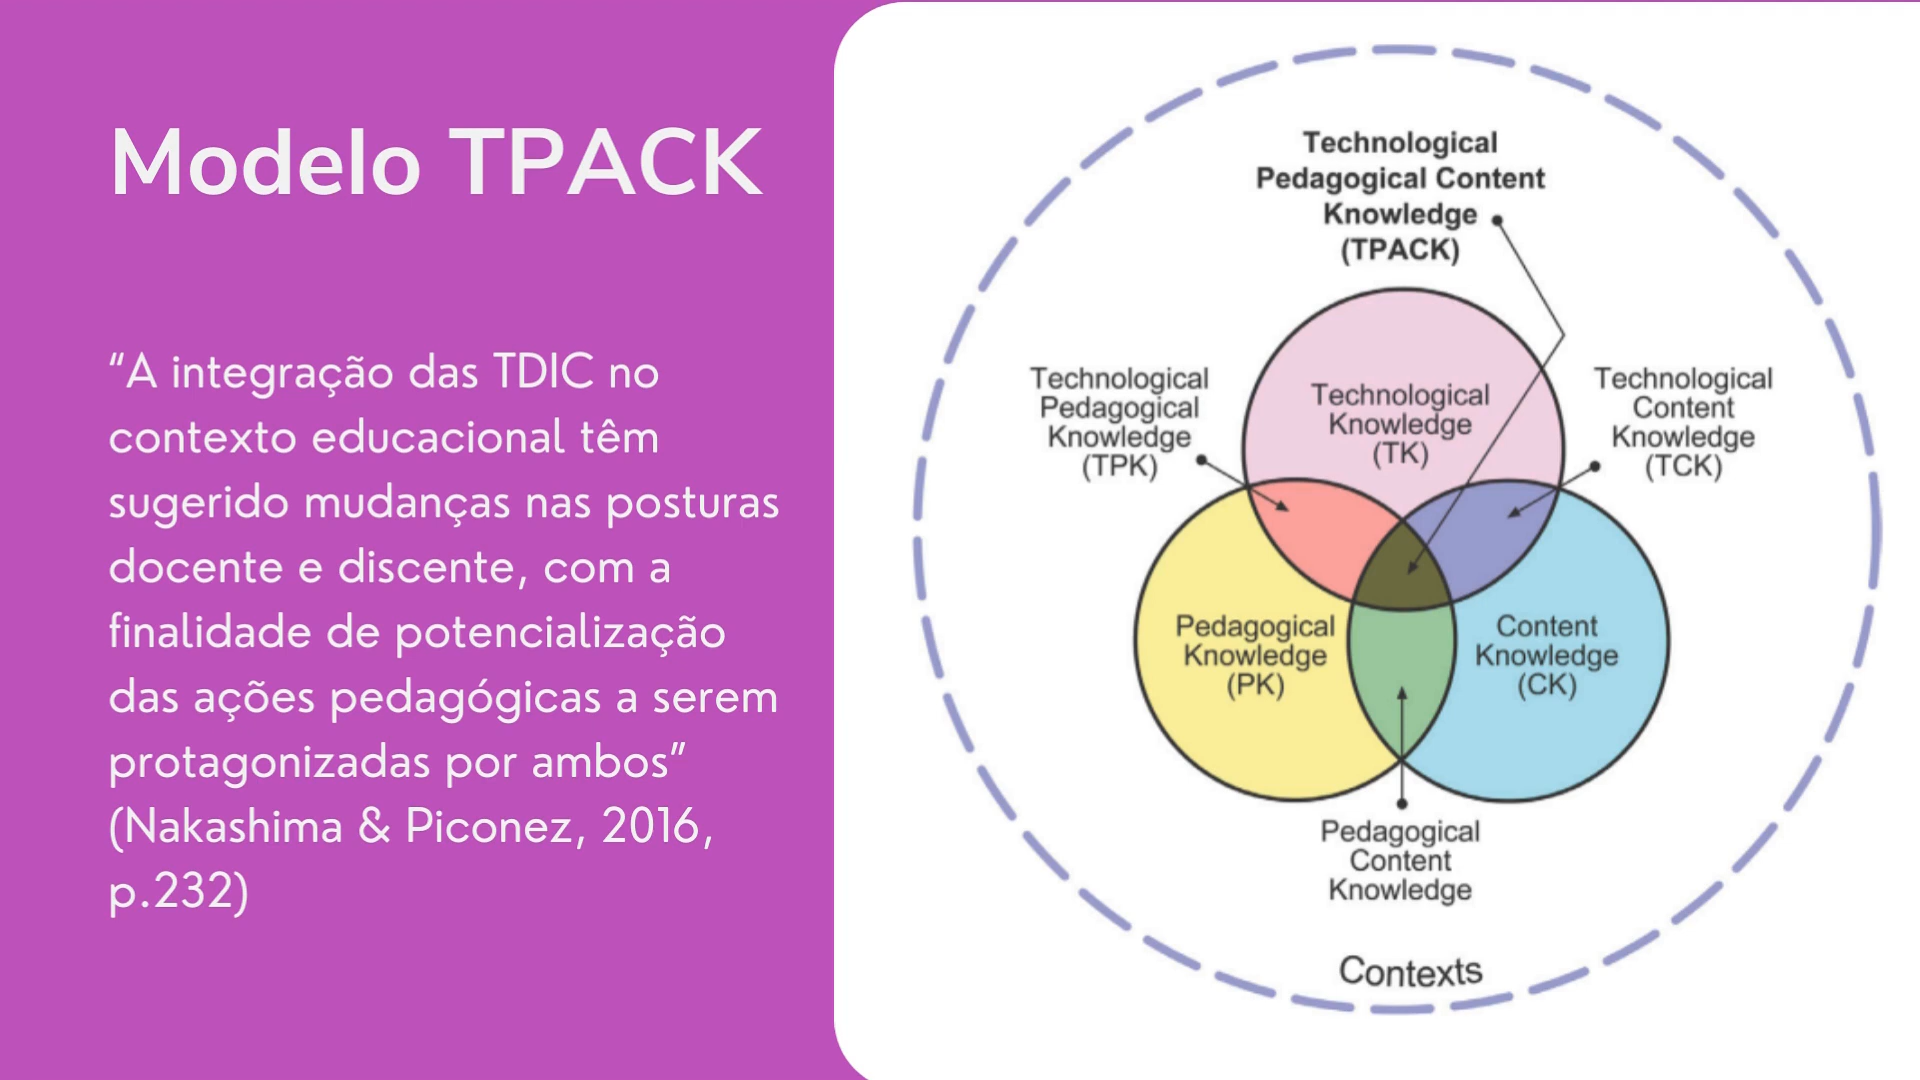 Modelo TPACK
“A integração das TDIC no
contexto educacional têm
sugerido mudanças nas posturas
docente e discente, com a
finalidade de potencialização
das ações pedagógicas a serem
protagonizadas por ambos”
(Nakashima & Piconez, 2016,
p.232)
Technological
Pedagogical Content
Knowledge
(TPACK)
Technological
Pedagogical
Knowledge
(TPK)
Technological
Knowledge
(TK)
Technological
Content
Knowledge
(TCK)
Pedagogical
Knowledge
(PK)
Content
Knowledge
(CK)
Pedagogical
Content
Knowledge
Contexts